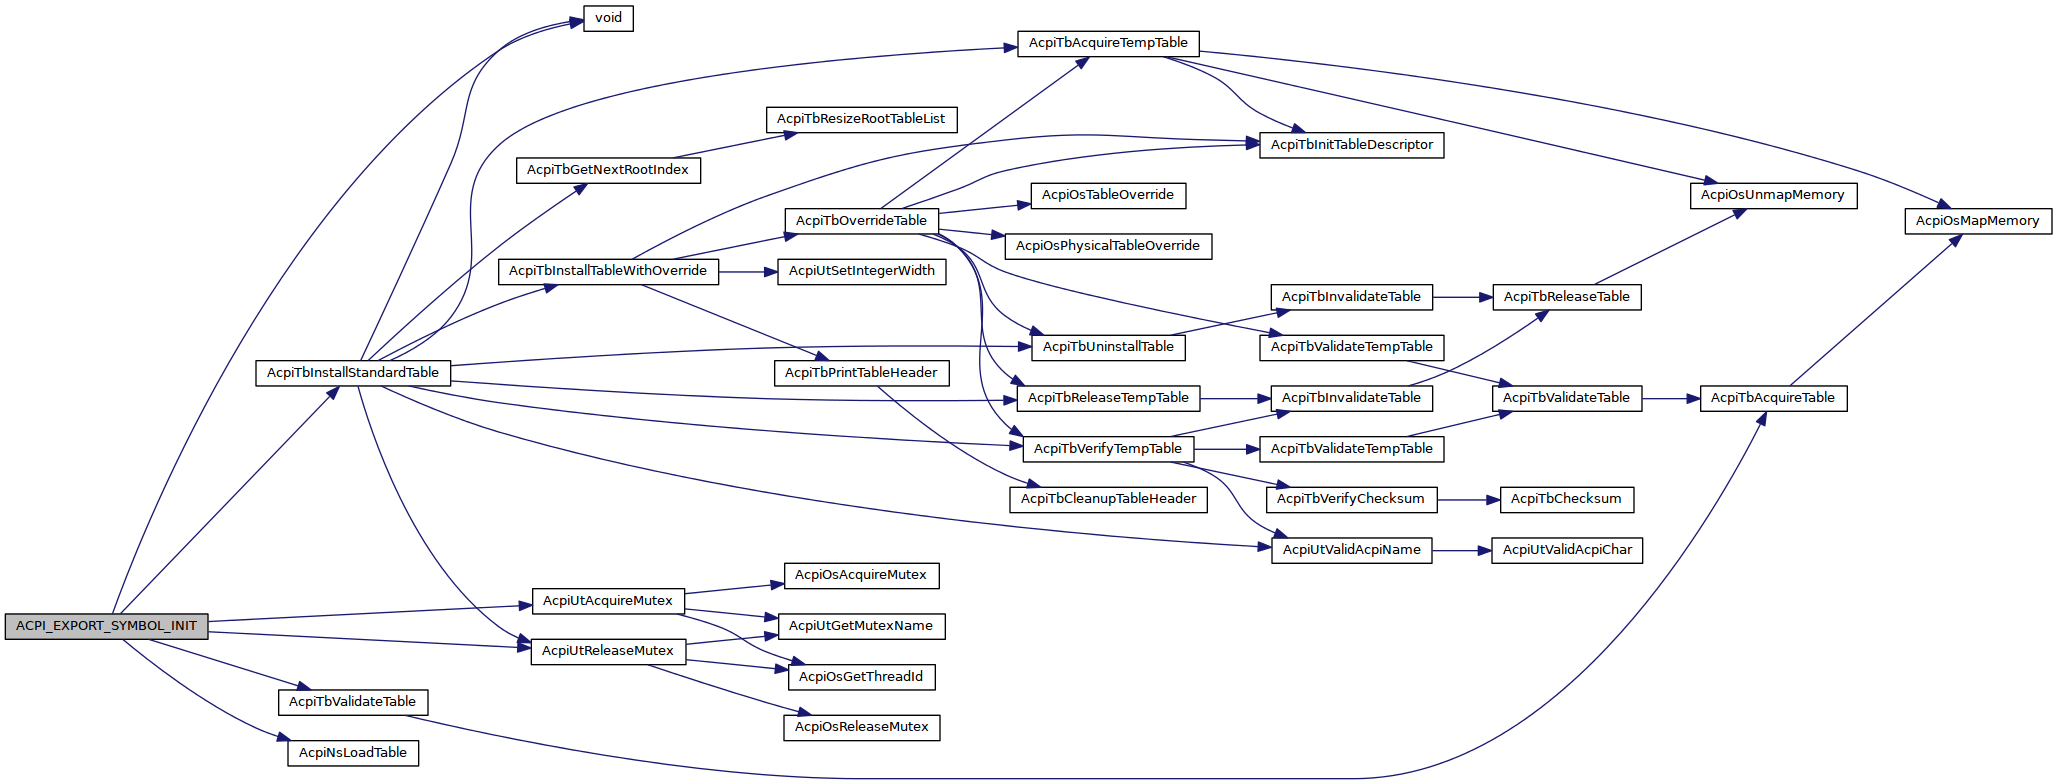 void
AcpiTbAcquireTempTable
AcpiTbResizeRootTableList
AcpiTbInitTableDescriptor
AcpiTbGetNextRootIndex
AcpiOsTableOverride
AcpiOsUnmapMemory
AcpiTbOverrideTable
AcpiOsMapMemory
AcpiOsPhysicalTableOverride
AcpiTbInstallTableWithOverride
AcpiUtSetIntegerWidth
AcpiTbInvalidateTable
AcpiTbReleaseTable
AcpiTbUninstallTable
AcpiTbValidateTempTable
AcpiTbInstallStandardTable
AcpiTbPrintTableHeader
AcpiTbReleaseTempTable
AcpiTbInvalidateTable
AcpiTbValidateTable
AcpiTbAcquireTable
AcpiTbVerifyTempTable
AcpiTbValidateTempTable
AcpiTbCleanupTableHeader
AcpiTbVerifyChecksum
AcpiTbChecksum
AcpiUtValidAcpiName
AcpiUtValidAcpiChar
AcpiOsAcquireMutex
AcpiUtAcquireMutex
ACPI_EXPORT_SYMBOL_INIT
AcpiUtGetMutexName
AcpiUtReleaseMutex
AcpiOsGetThreadId
AcpiTbValidateTable
AcpiOsReleaseMutex
AcpiNsLoadTable